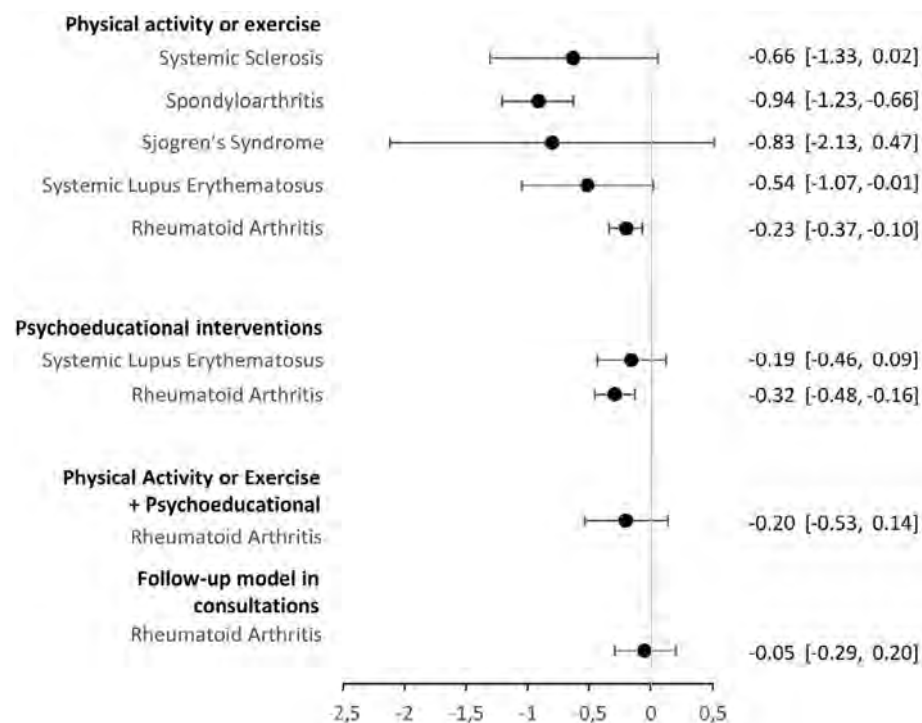 Physical activity or exercise
Systemic Sclerosis -0.66 [-1.33, 0.02]
Spondyloarthritis -0.94 [-1.23, -0.66]
Sjogren's Syndrome -0.83 [-2.13, 0.47]
Systemic Lupus Erythematosus -0.54 [-1.07, -0.01]
Rheumatoid Arthritis -0.23 [-0.37, -0.10]
Psychoeducational interventions
Systemic Lupus Erythematosus -0.19 [-0.46, 0.09]
Rheumatoid Arthritis -0.32 [-0.48, -0.16]
Physical Activity or Exercise
+ Psychoeducational
Rheumatoid Arthritis -0.20 [-0.53, 0.14]
Follow-up model in
consultations
Rheumatoid Arthritis -0.05 [-0.29, 0.20]
-2,5 -2 -1,5 -1 -0,5 0 0,5